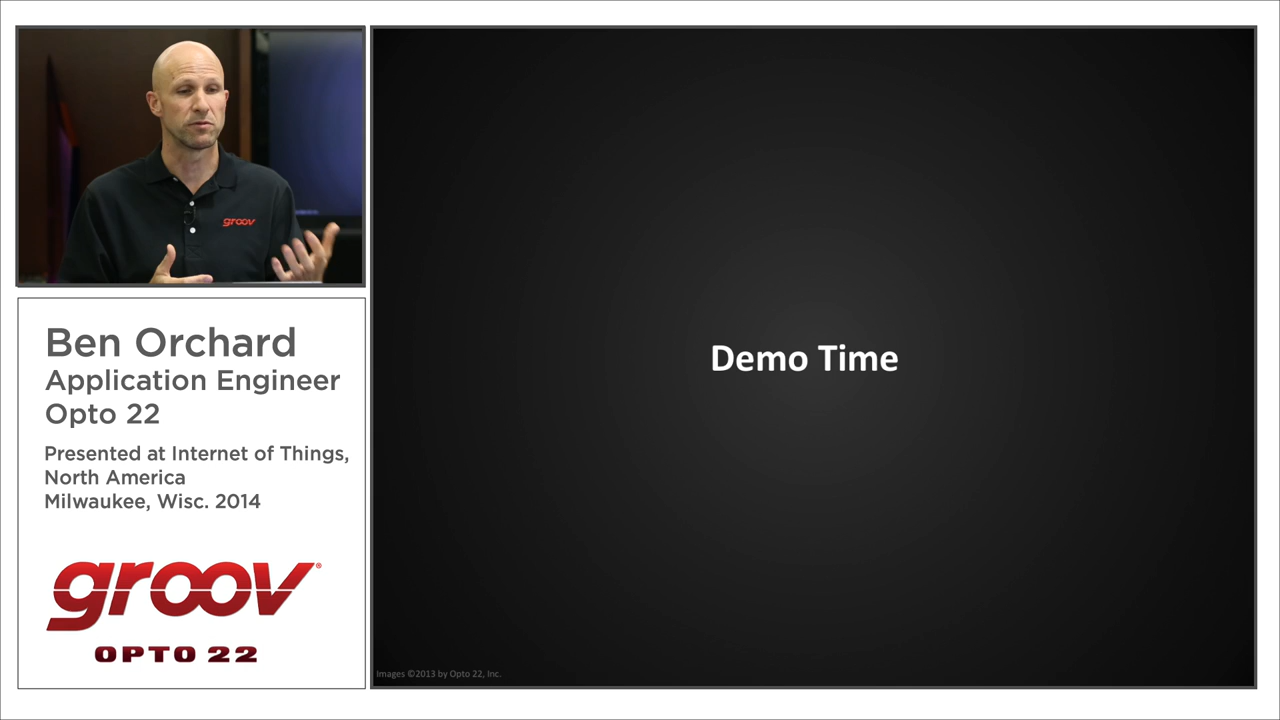 groov
Ben Orchard
Application Engineer
Opto 22
Presented at Internet of Things,
North America
Milwaukee, Wisc. 2014
groov®
OPTO 22
Demo Time
Images ©2013 by Opto 22, Inc.